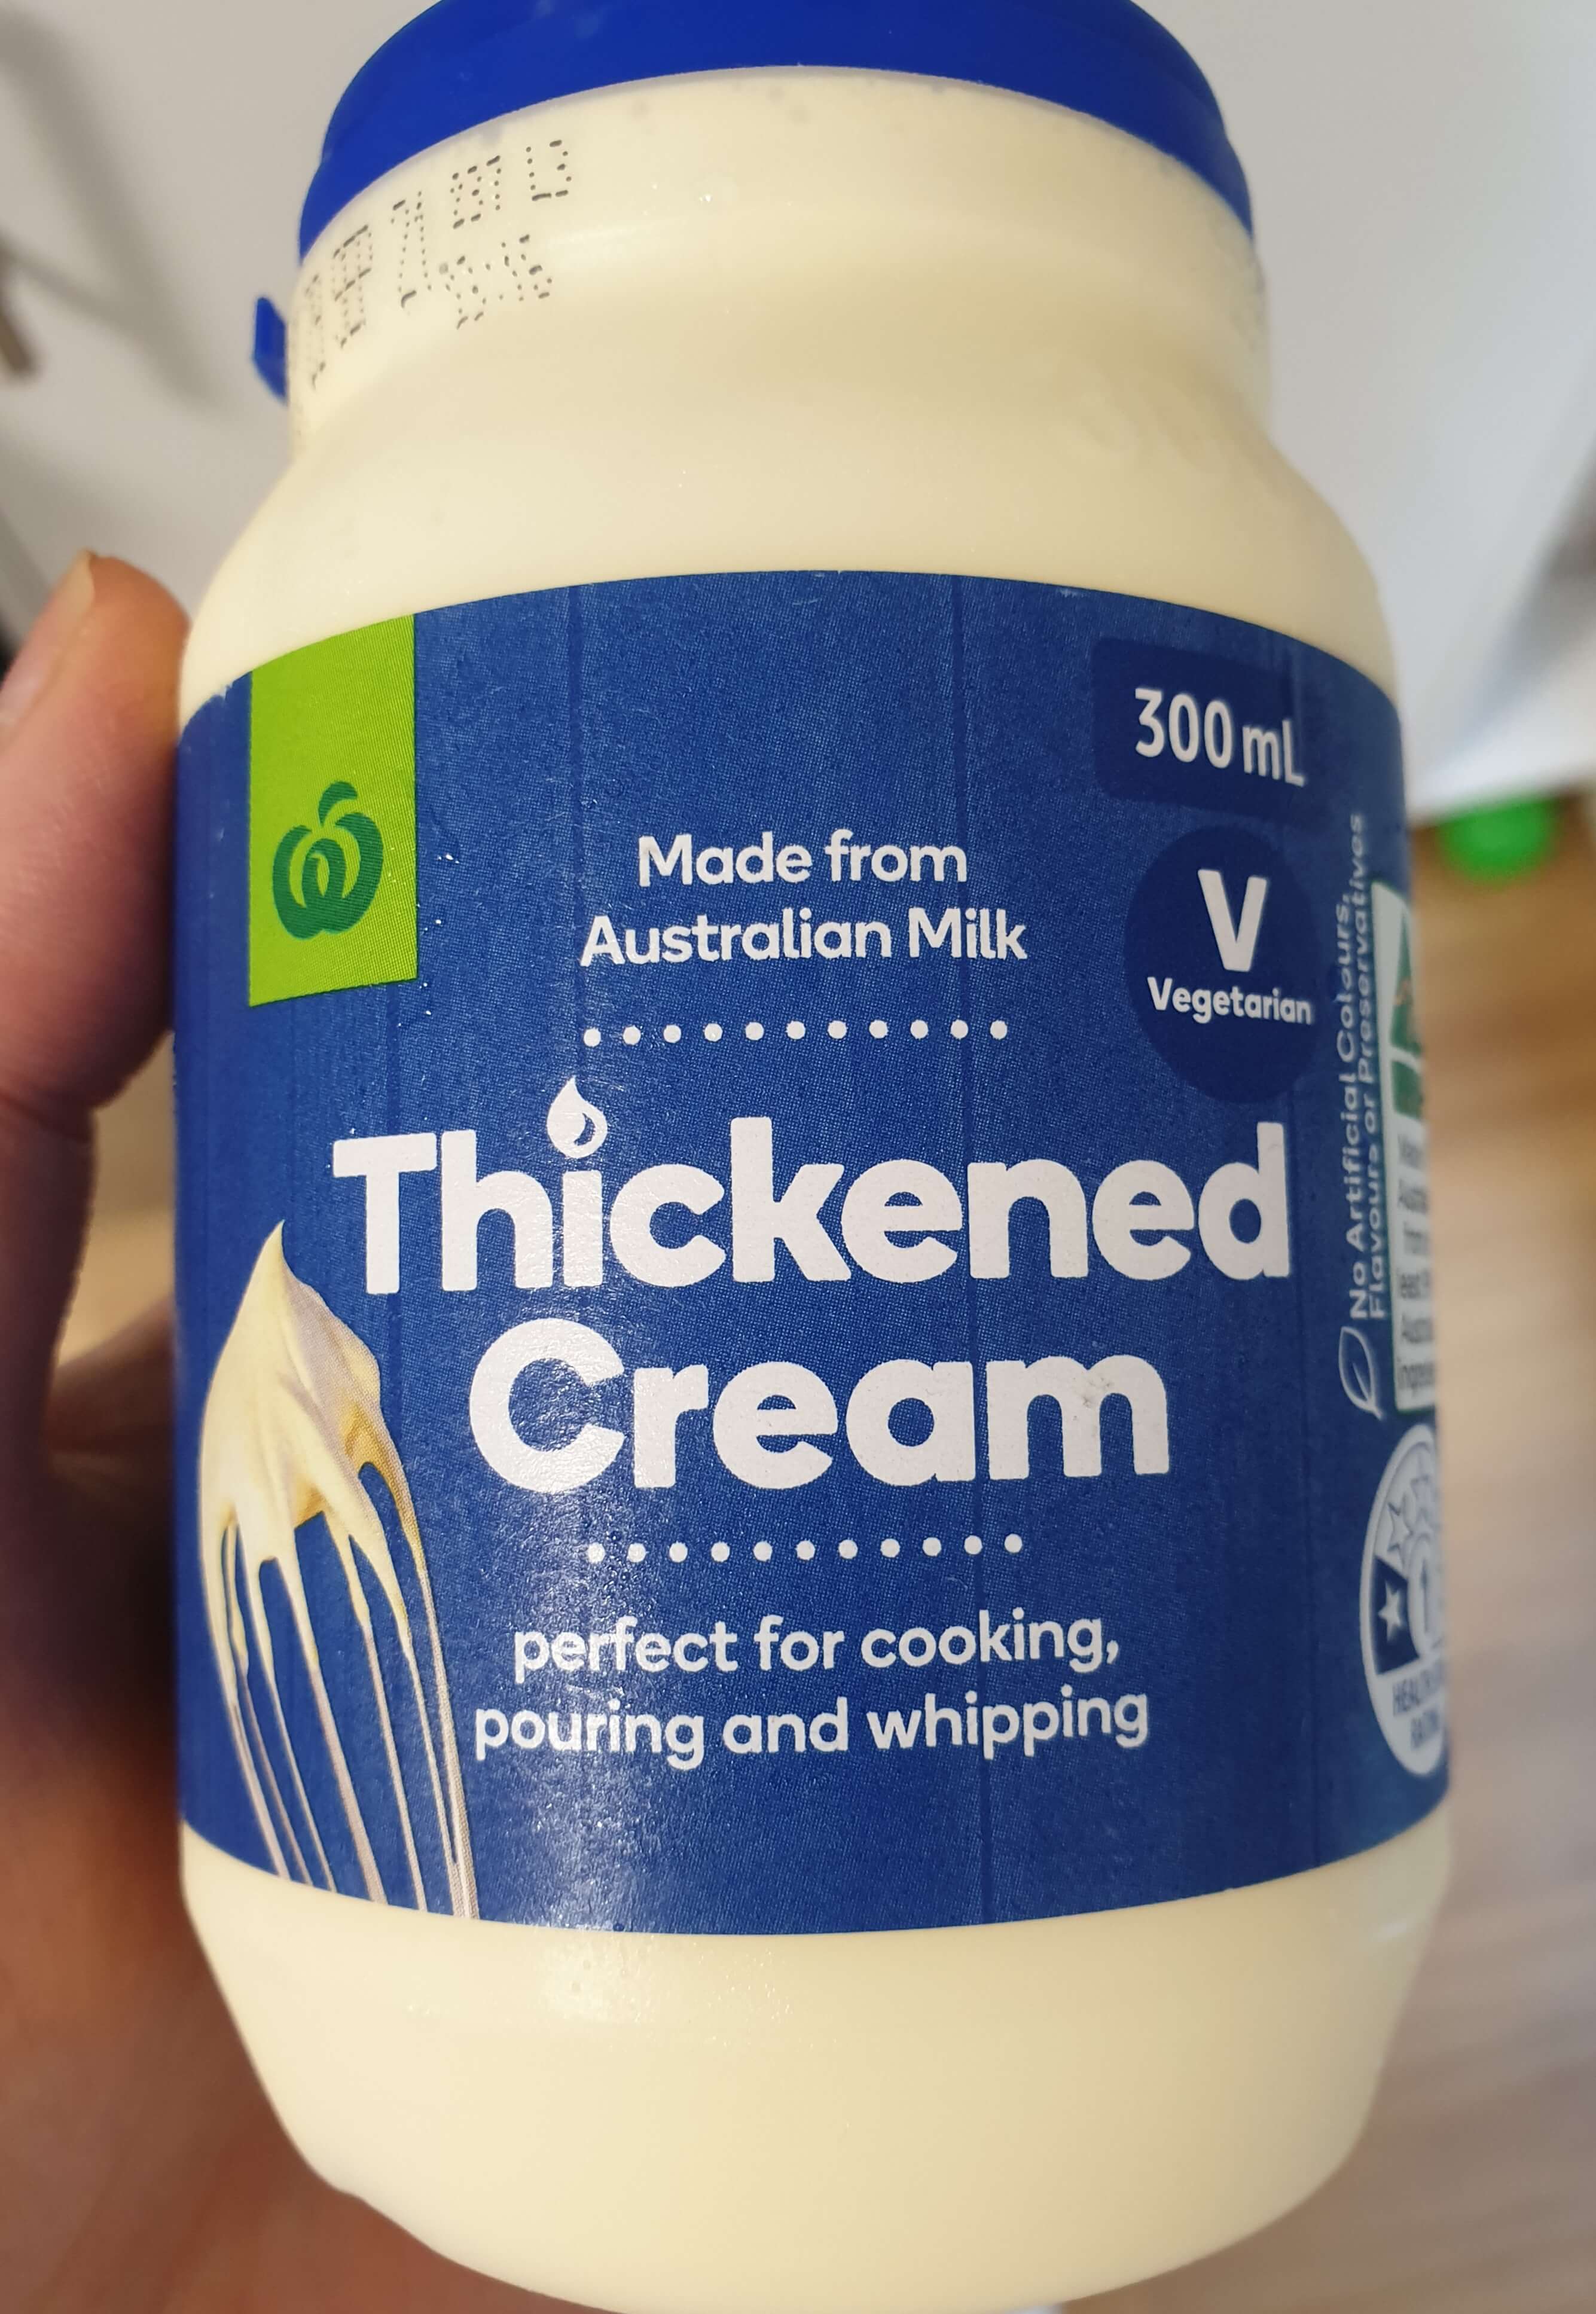 300 mL
Made from
Australian Milk
V
Vegetarian
Thickened
Cream
perfect for cooking,
pouring and whipping
No Artificial Colours,
Flavours or Preservatives